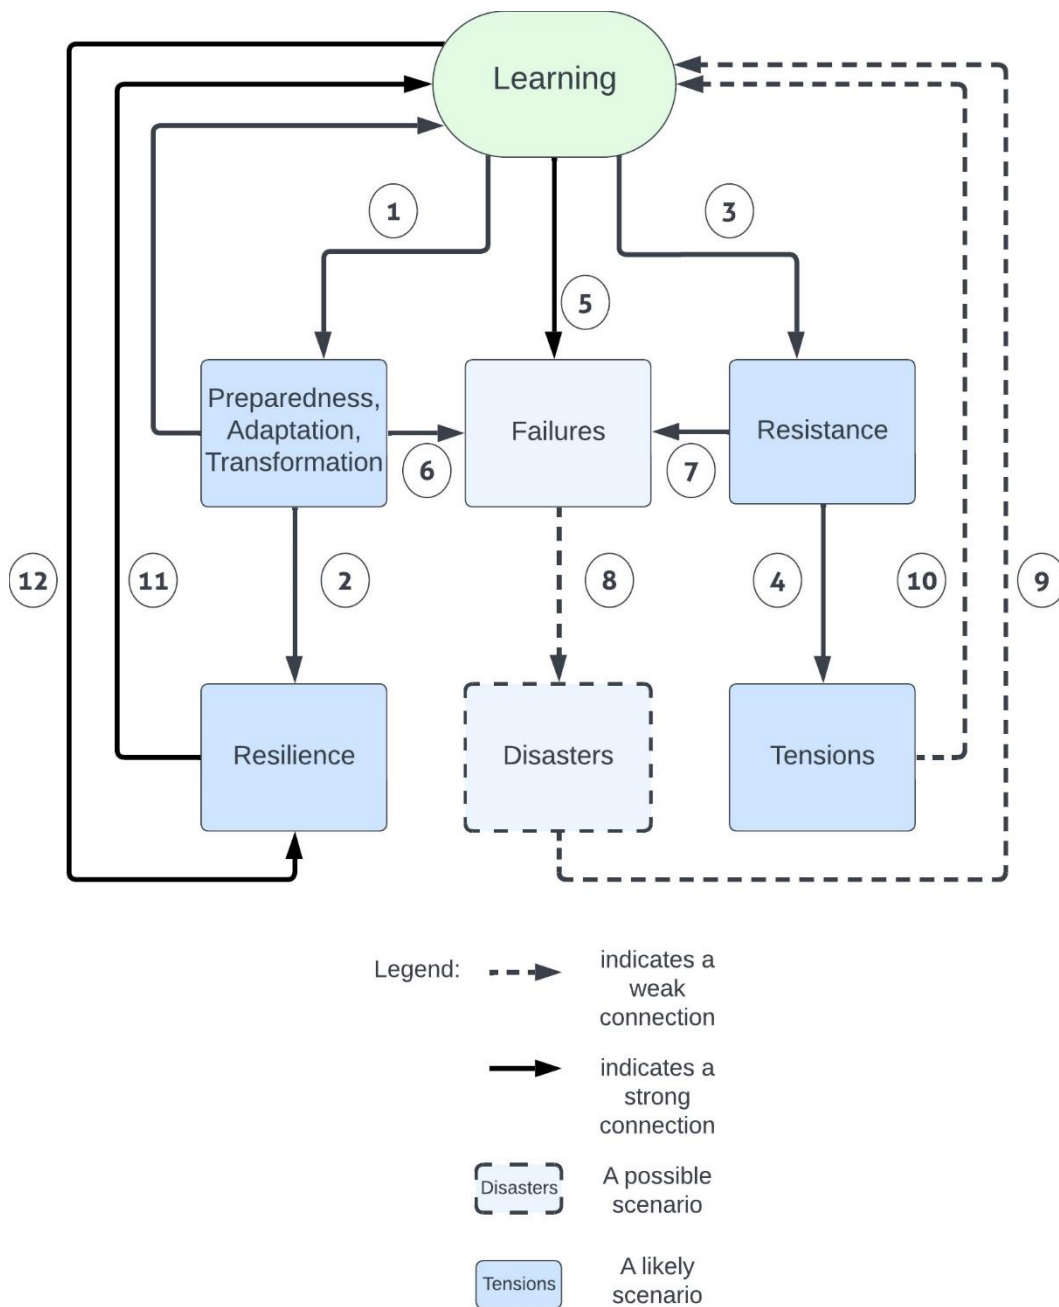 Learning
1
3
5
Preparedness,
Adaptation,
Transformation
Failures
Resistance
6
7
12
11
2
8
4
10
9
Resilience
Disasters
Tensions
Legend:
indicates a
weak
connection
indicates a
strong
connection
Disasters
A possible
scenario
Tensions
A likely
scenario